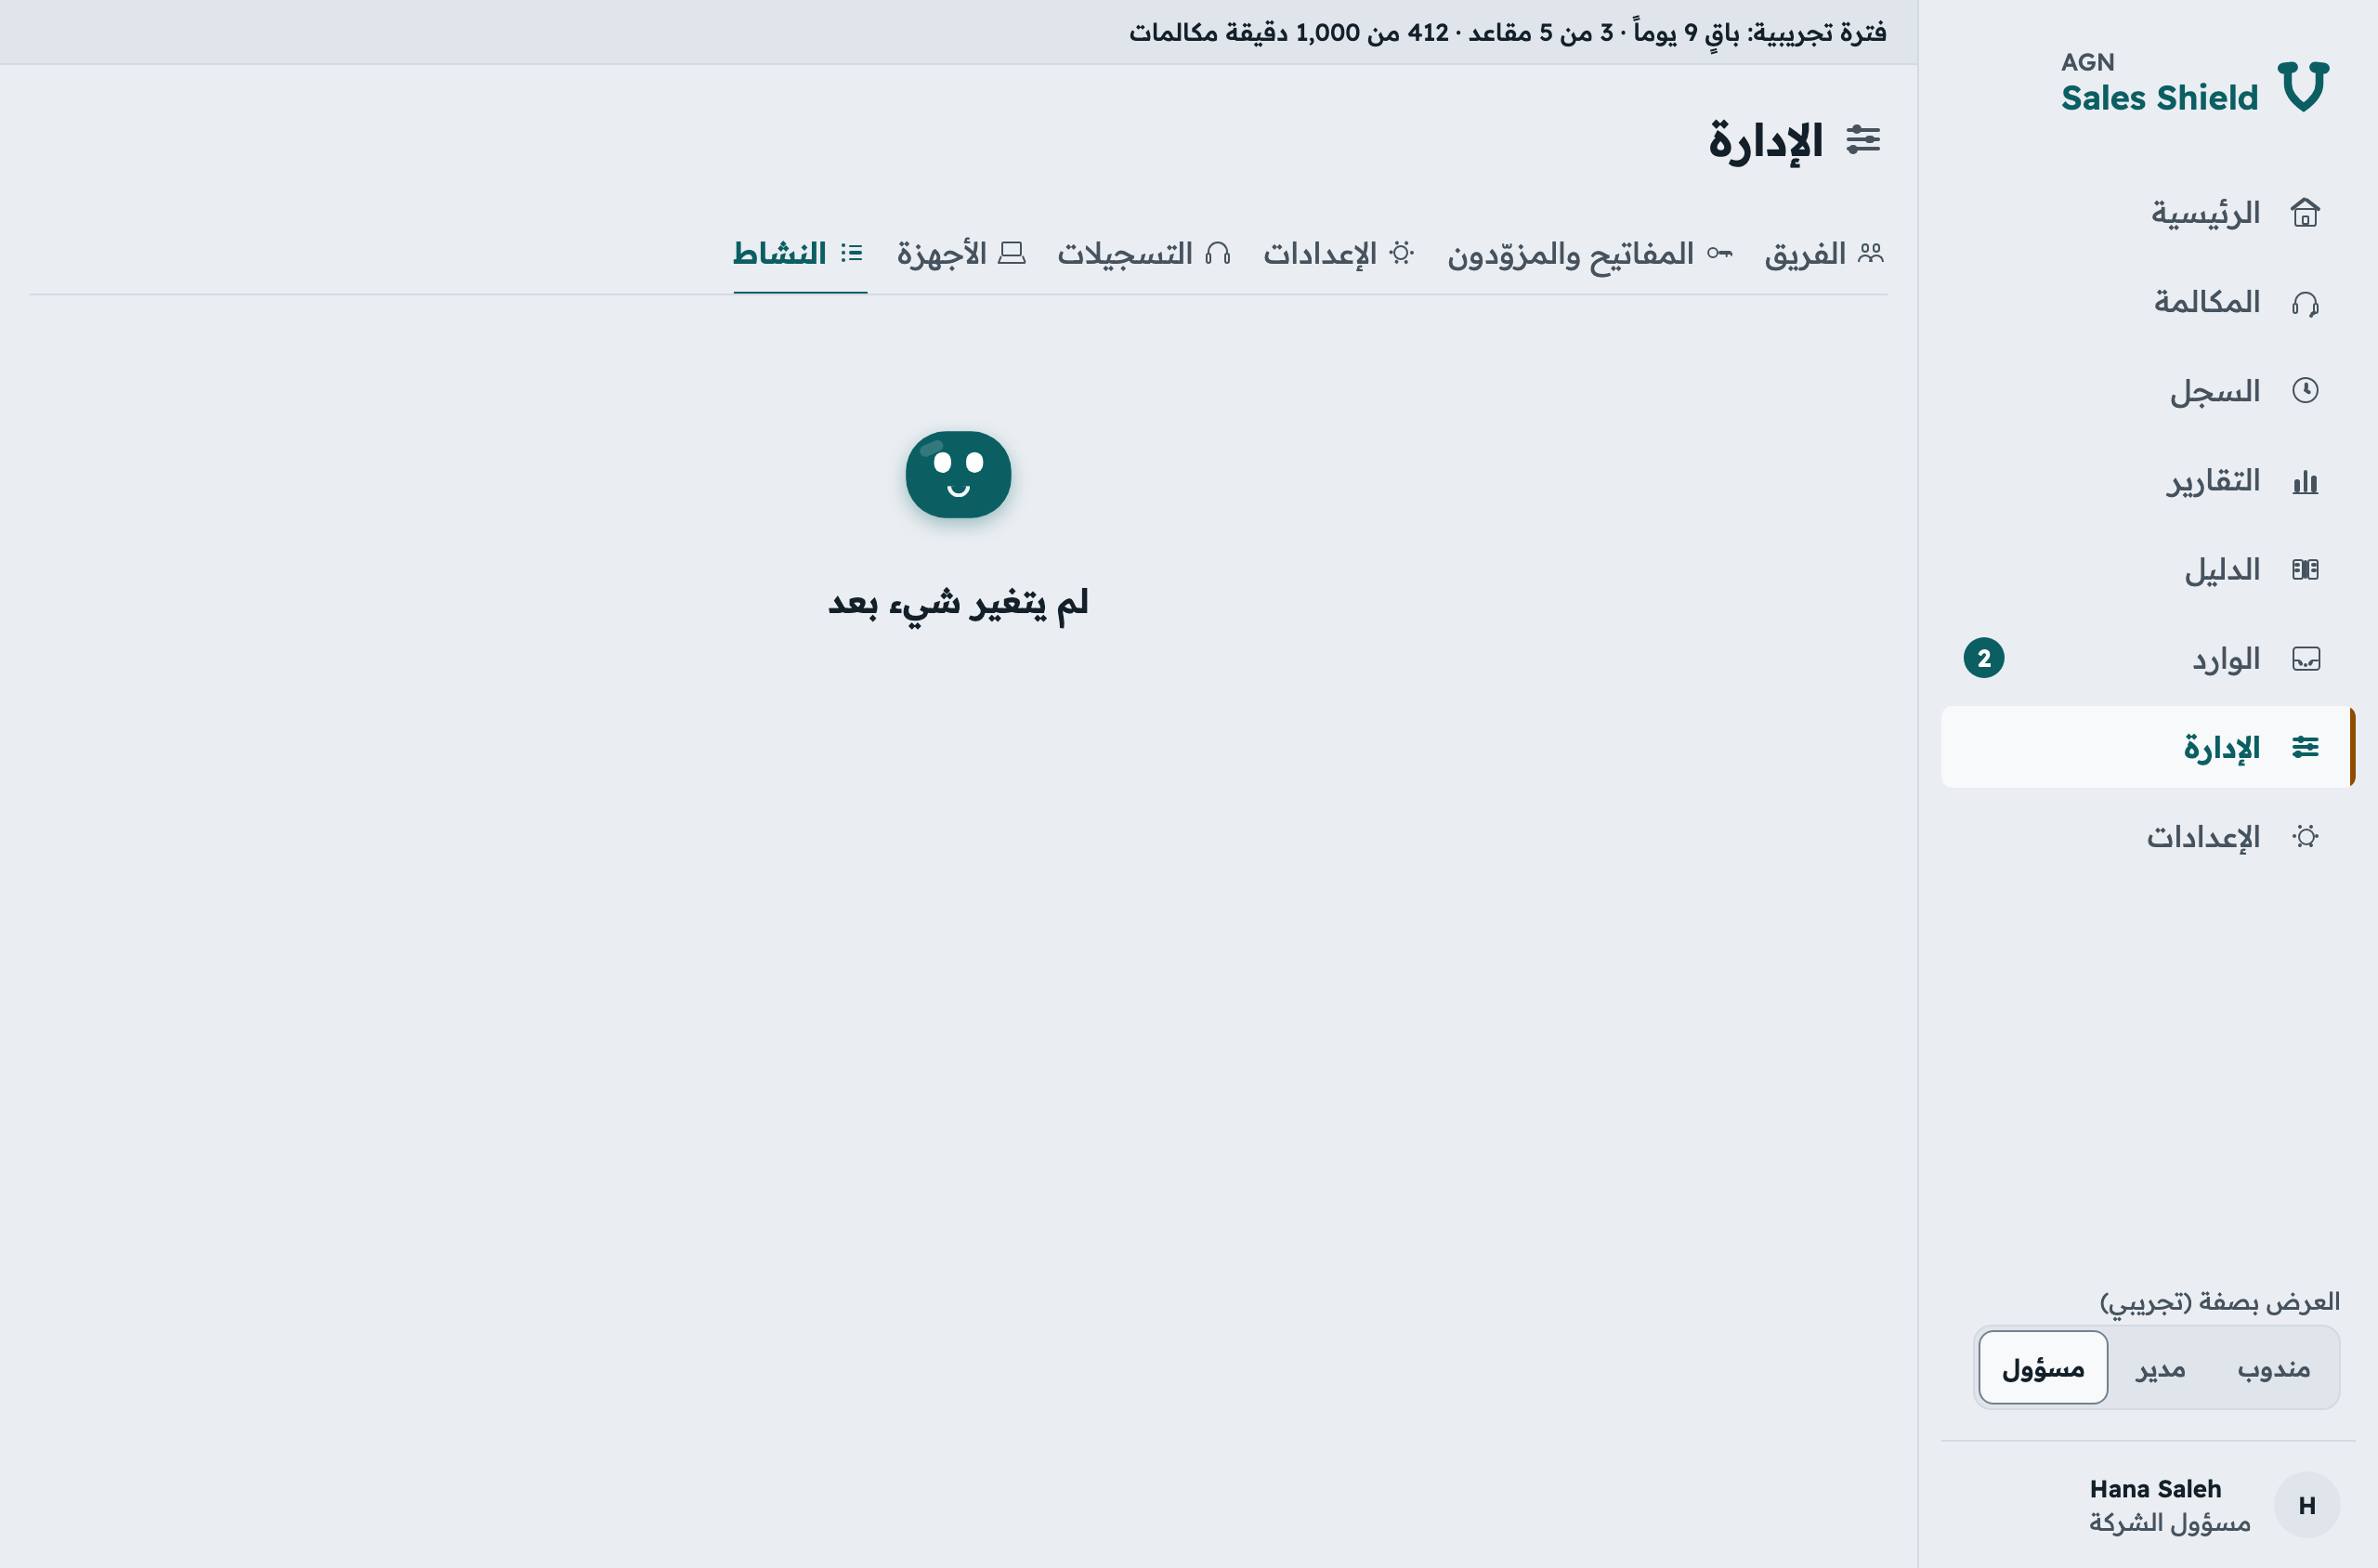 فترة تجريبية: باقٍ 9 يوماً · 3 من 5 مقاعد · 412 من 1,000 دقيقة مكالمات
AGN
Sales Shield
الرئيسية
المكالمة
السجل
التقارير
الدليل
الوارد
2
الإدارة
الإعدادات
العرض بصفة (تجريبي)
مندوب مدير مسؤول
H
Hana Saleh
مسؤول الشركة
الإدارة
الفريق المفاتيح والمزوّدون الإعدادات التسجيلات الأجهزة النشاط
لم يتغير شيء بعد